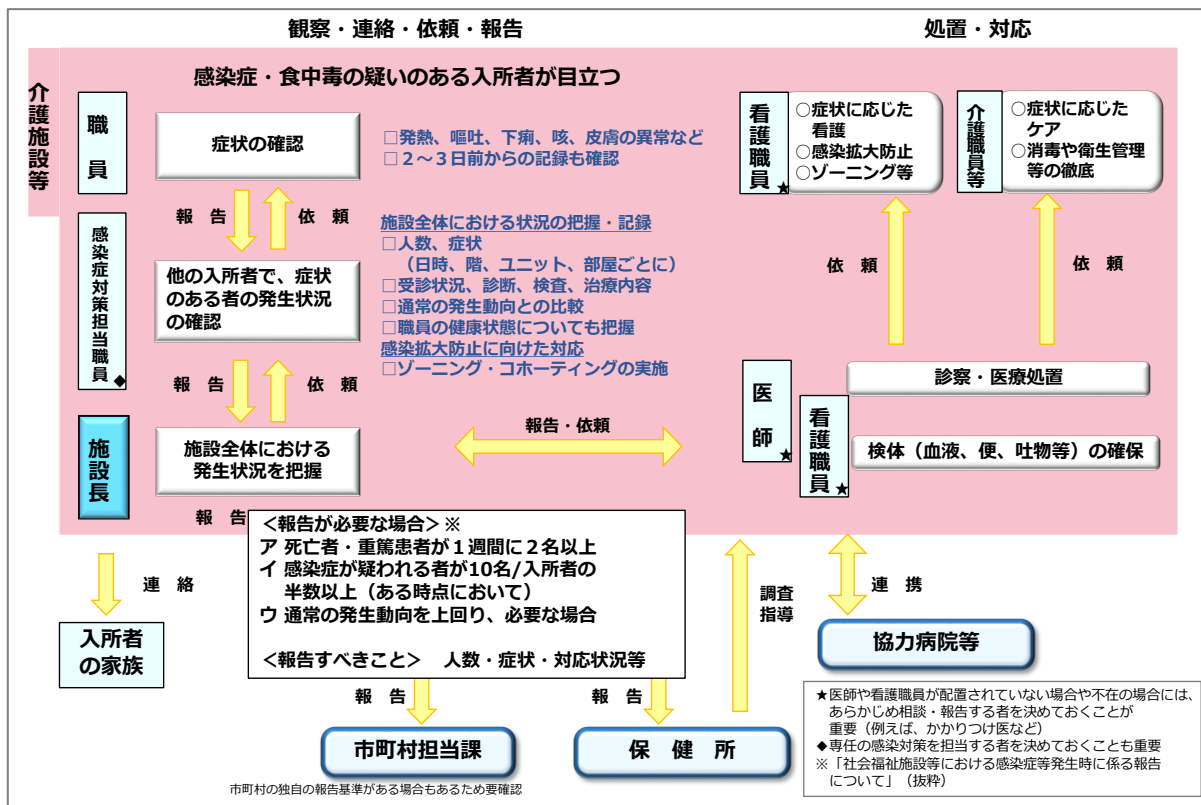 観察・連絡・依頼・報告
処置・対応
介護施設等
感染症・食中毒の疑いのある入所者が目立つ
職員
症状の確認
□発熱、嘔吐、下痢、咳、皮膚の異常など
□２～３日前からの記録も確認
報 告
依 頼
感染症対策担当職員◆
他の入所者で、症状
のある者の発生状況
の確認
施設全体における状況の把握・記録
□人数、症状
（日時、階、ユニット、部屋ごとに）
□受診状況、診断、検査、治療内容
□通常の発生動向との比較
□職員の健康状態についても把握
感染拡大防止に向けた対応
□ゾーニング・コホーティングの実施
報 告
依 頼
施設長
施設全体における
発生状況を把握
報告・依頼
看護職員★
○症状に応じた
看護
○感染拡大防止
○ゾーニング等
介護職員等
○症状に応じた
ケア
○消毒や衛生管理
等の徹底
依 頼
依 頼
医師★
看護職員★
診察・医療処置
検体（血液、便、吐物等）の確保
報 告
＜報告が必要な場合＞※
ア 死亡者・重篤患者が１週間に２名以上
イ 感染症が疑われる者が10名/入所者の
半数以上（ある時点において）
ウ 通常の発生動向を上回り、必要な場合
＜報告すべきこと＞ 人数・症状・対応状況等
連 絡
入所者
の家族
報 告
報 告
調査
指導
連 携
市町村担当課
保 健 所
協力病院等
市町村の独自の報告基準がある場合もあるため要確認
★医師や看護職員が配置されていない場合や不在の場合には、
あらかじめ相談・報告する者を決めておくことが
重要（例えば、かかりつけ医など）
◆専任の感染対策を担当する者を決めておくことも重要
※「社会福祉施設等における感染症等発生時に係る報告
について」（抜粋）